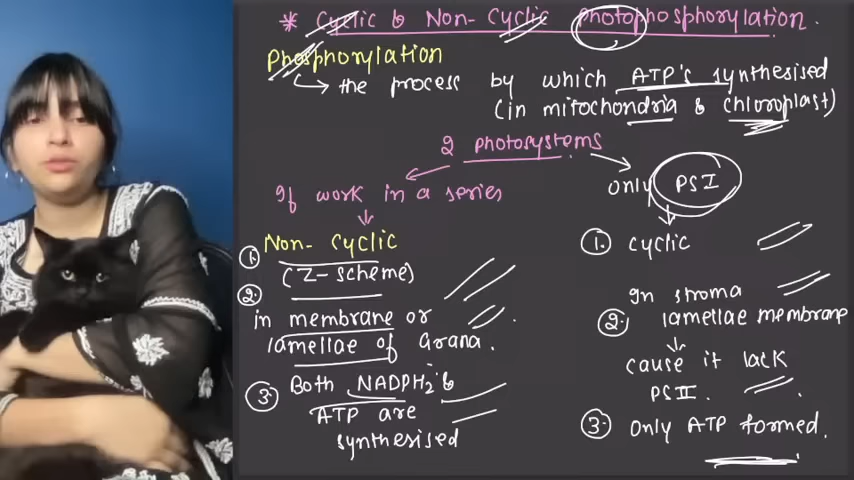 * Cyclic & Non-Cyclic photophosphorylation.
Phosphorylation
↳ the process by which ATP's synthesised
(in mitochondria & chloroplast)
2 photosystems
If work in a series
Non-Cyclic
1. (Z-scheme)
2. in membrane or
lamellae of Grana.
3. Both NADPH₂ &
ATP are
synthesised
only PSI
1. cyclic
In stroma
2. lamellae membrane
cause it lack
PSII.
3. only ATP formed.